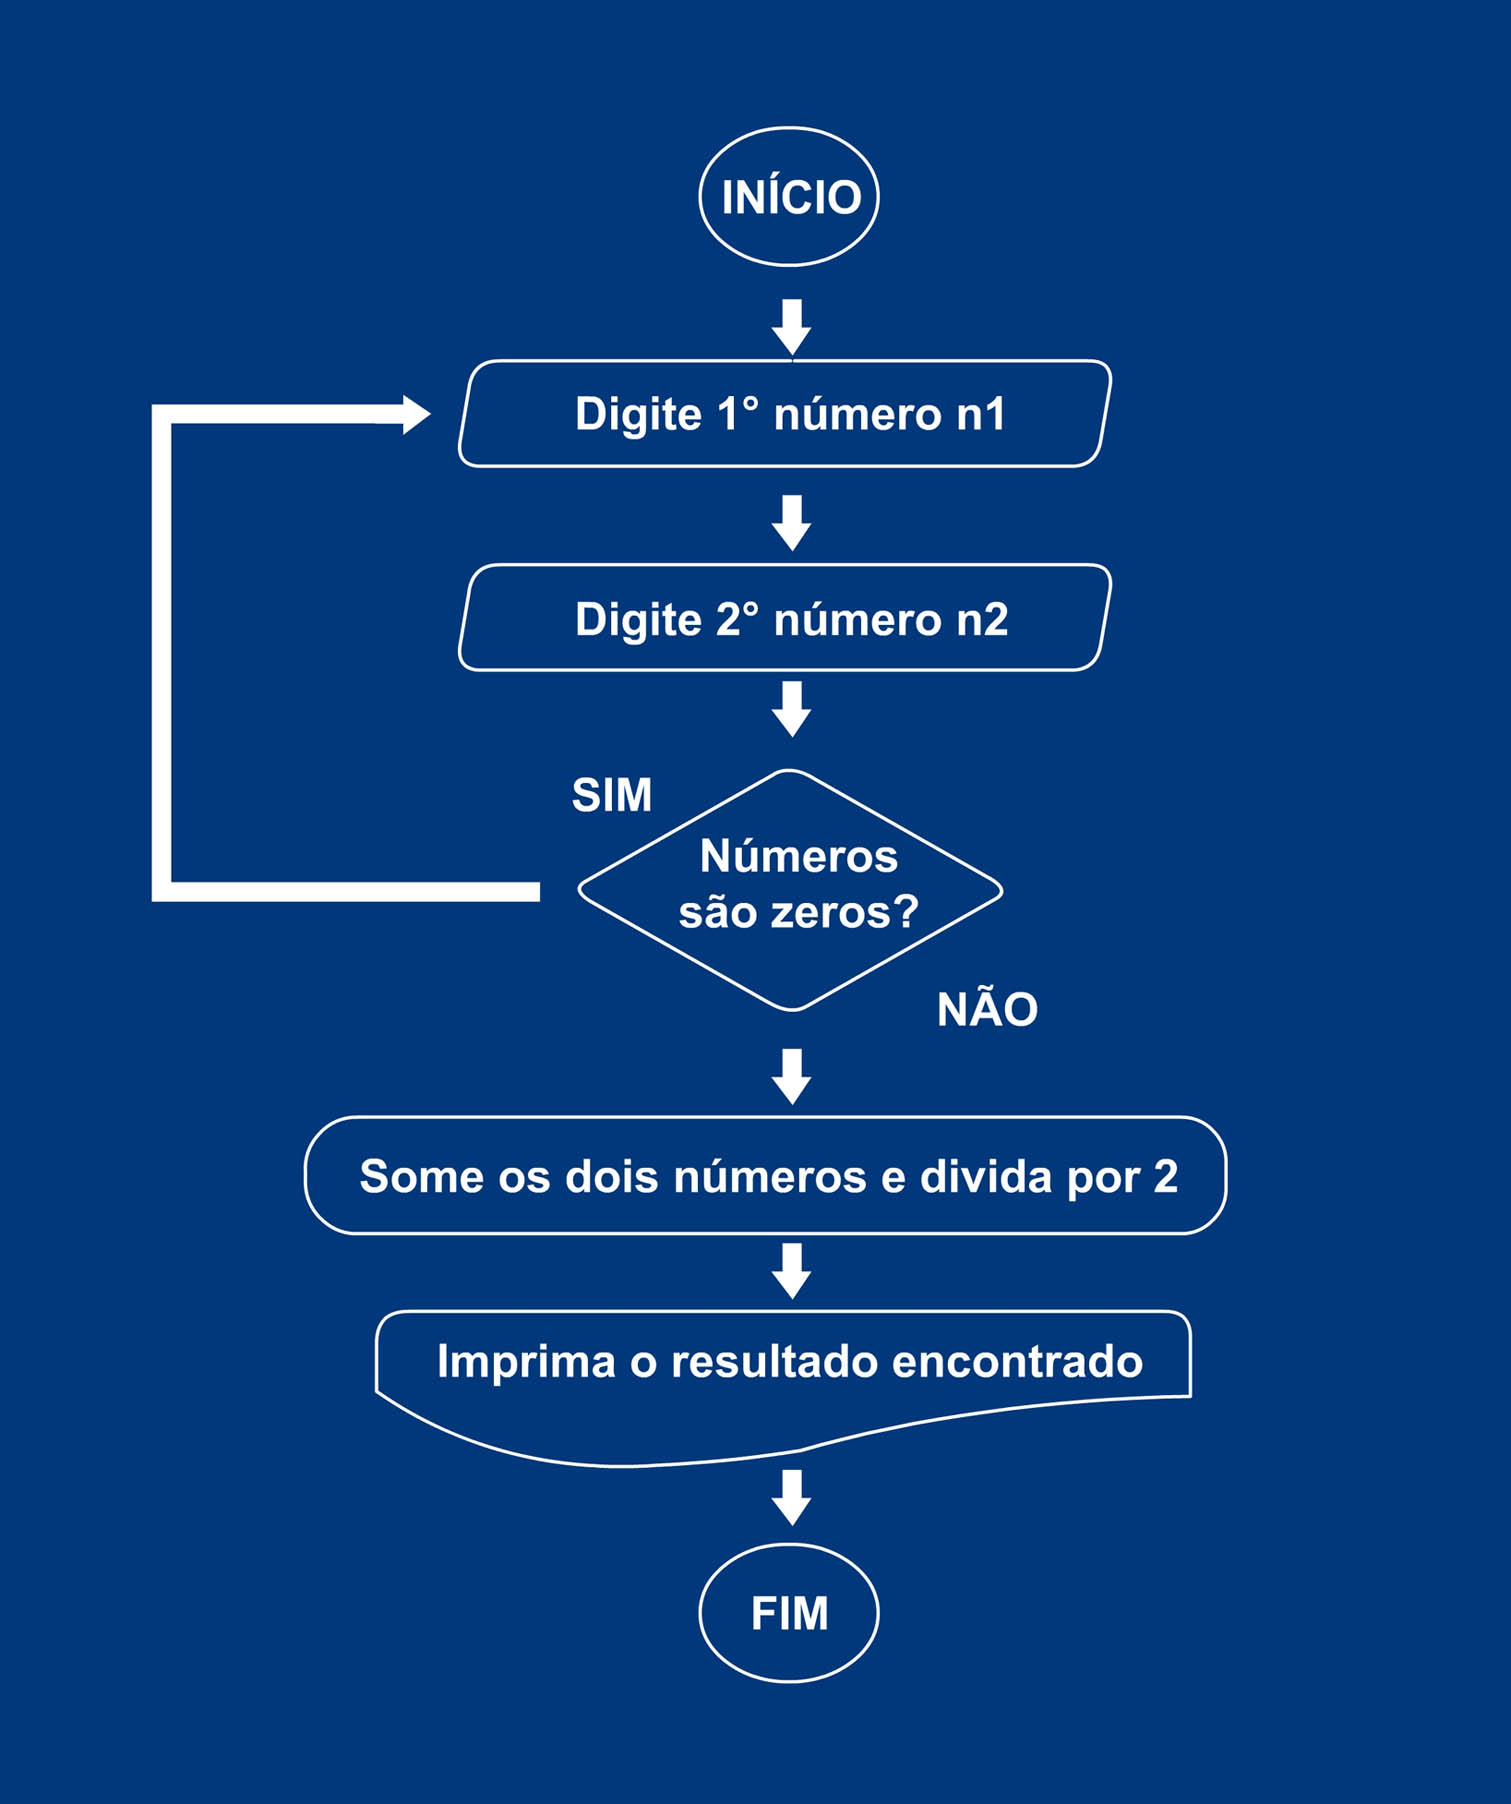 INÍCIO
Digite 1° número n1
Digite 2° número n2
SIM
Números
são zeros?
NÃO
Some os dois números e divida por 2
Imprima o resultado encontrado
FIM